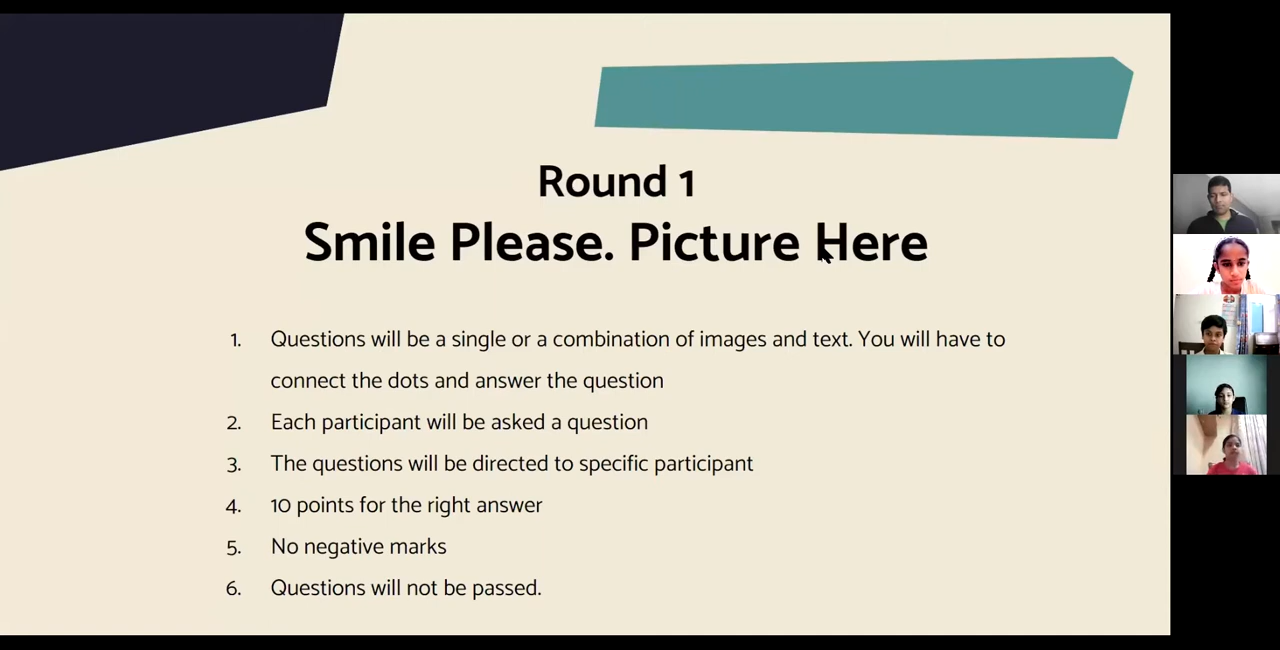 Round 1
Smile Please. Picture Here
1. Questions will be a single or a combination of images and text. You will have to
connect the dots and answer the question
2. Each participant will be asked a question
3. The questions will be directed to specific participant
4. 10 points for the right answer
5. No negative marks
6. Questions will not be passed.